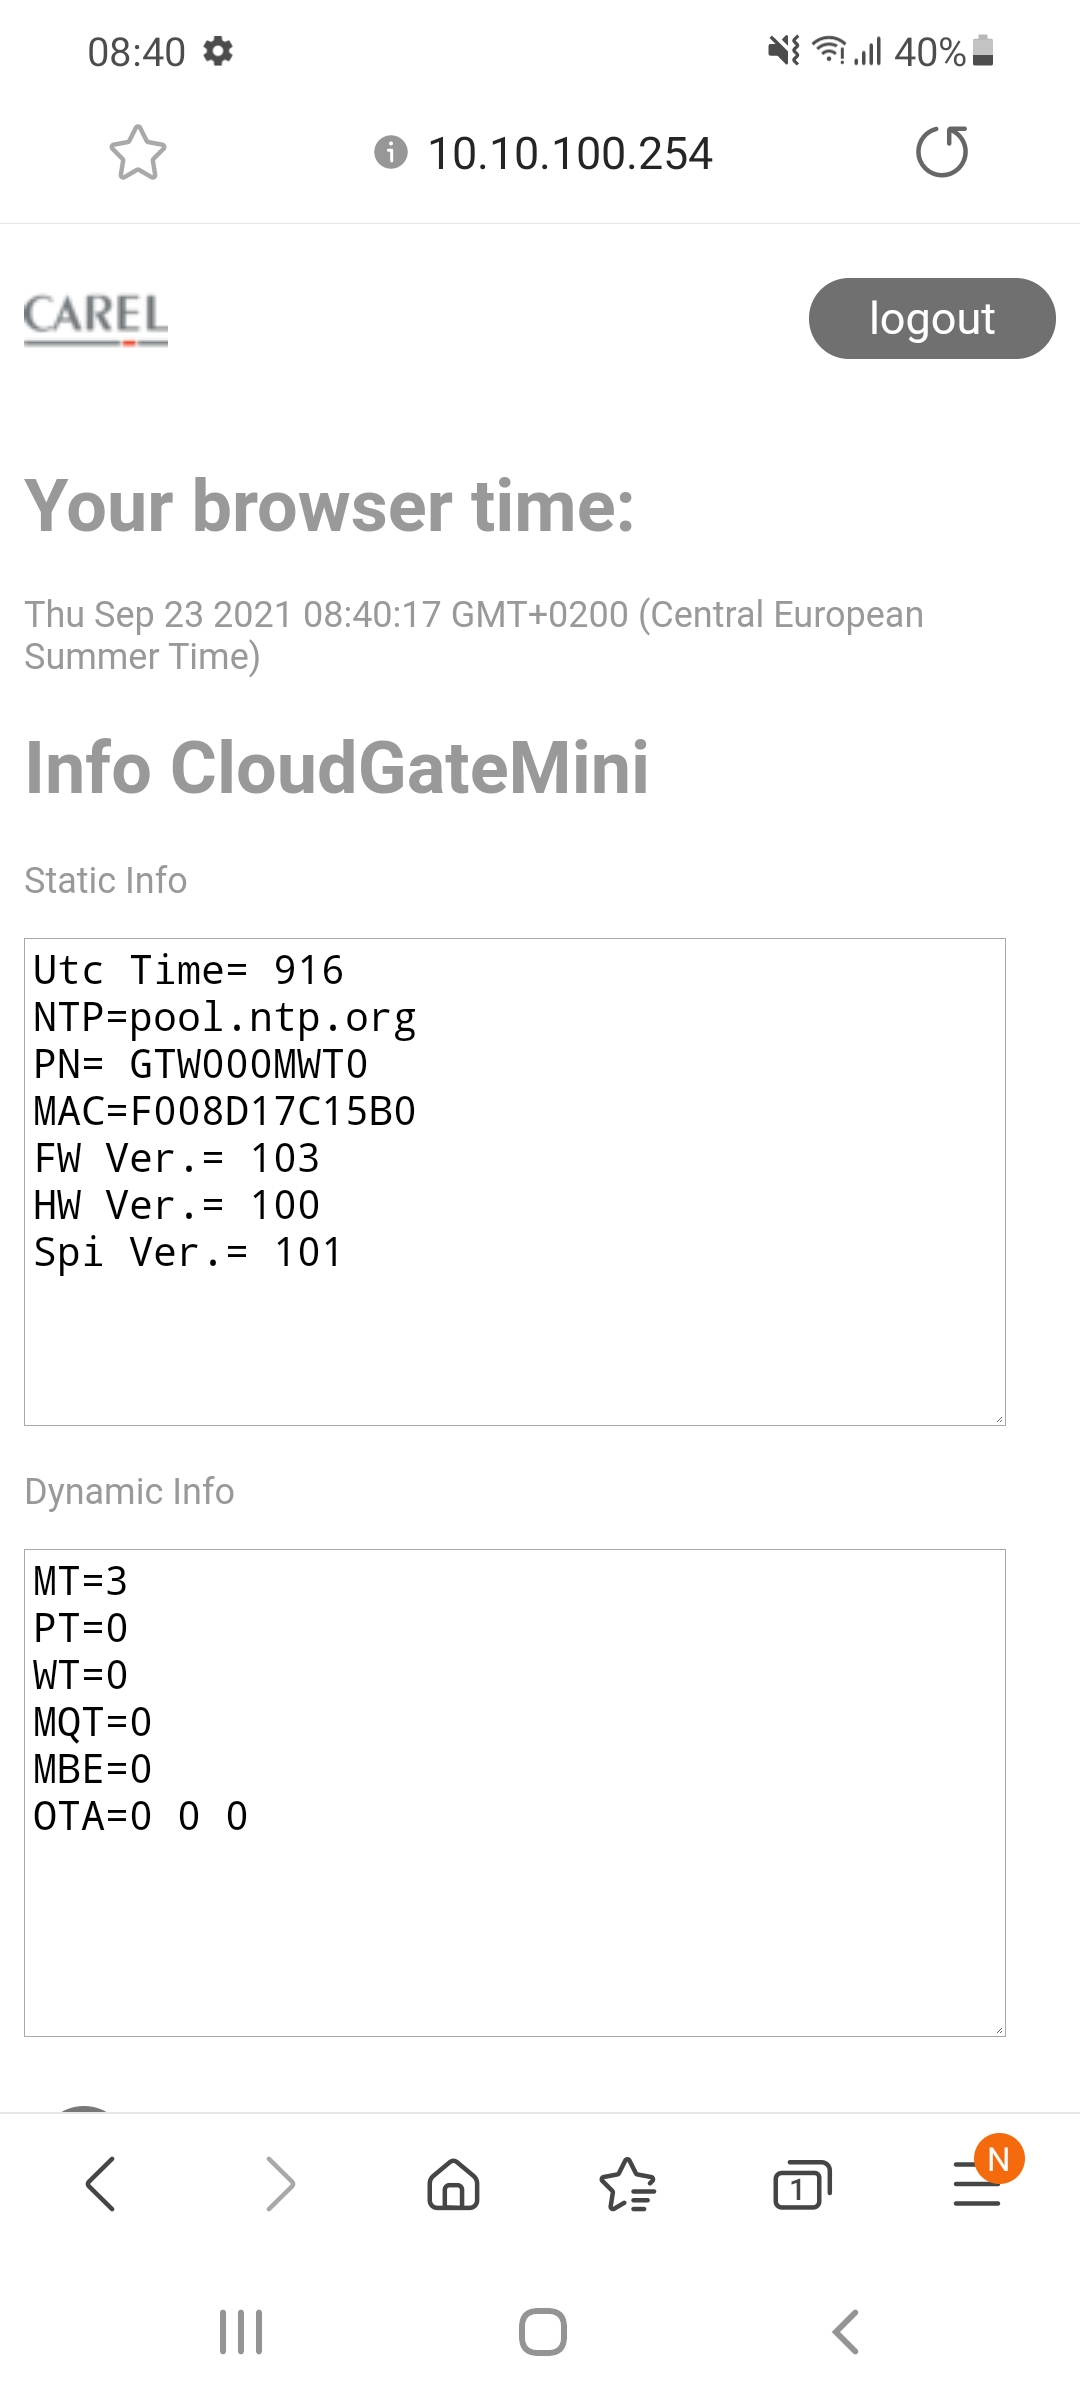 08:40 40%
10.10.100.254
CAREL logout
Your browser time:
Thu Sep 23 2021 08:40:17 GMT+0200 (Central European
Summer Time)
Info CloudGateMini
Static Info
Utc Time= 916
NTP=pool.ntp.org
PN= GTW000MWT0
MAC=F008D17C15B0
FW Ver.= 103
HW Ver.= 100
Spi Ver.= 101
Dynamic Info
MT=3
PT=0
WT=0
MQT=0
MBE=0
OTA=0 0 0
1 N